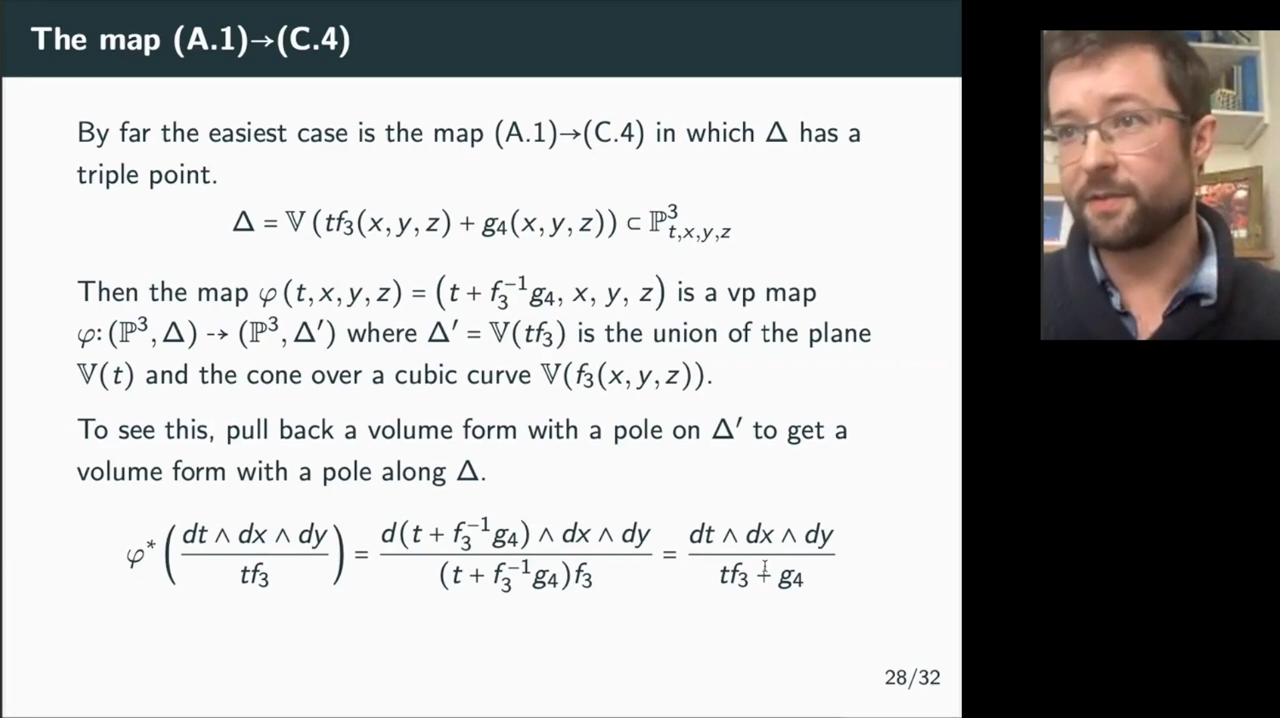 The map (A.1)→(C.4)
By far the easiest case is the map (A.1)→(C.4) in which Δ has a
triple point.
Δ = 𝕍(tf₃(x, y, z) + g₄(x, y, z)) ⊂ ℙ³ₜ,ₓ,ᵧ,𝓏
Then the map φ(t, x, y, z) = (t + f₃⁻¹g₄, x, y, z) is a vp map
φ: (ℙ³, Δ) ⇢ (ℙ³, Δ′) where Δ′ = 𝕍(tf₃) is the union of the plane
𝕍(t) and the cone over a cubic curve 𝕍(f₃(x, y, z)).
To see this, pull back a volume form with a pole on Δ′ to get a
volume form with a pole along Δ.
φ*((dt ∧ dx ∧ dy)/(tf₃)) = (d(t + f₃⁻¹g₄) ∧ dx ∧ dy)/((t + f₃⁻¹g₄)f₃) = (dt ∧ dx ∧ dy)/(tf₃ + g₄)
28/32